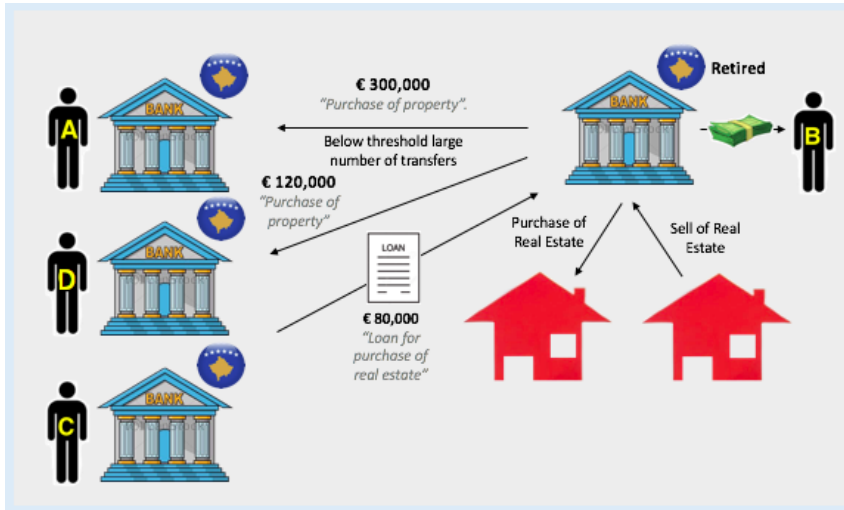 € 300,000
"Purchase of property".
Below threshold large
number of transfers
Retired
BANK
A
BANK
B
€ 120,000
"Purchase of
property"
BANK
D
LOAN
€ 80,000
"Loan for
purchase of
real estate"
Purchase of
Real Estate
Sell of Real
Estate
BANK
C